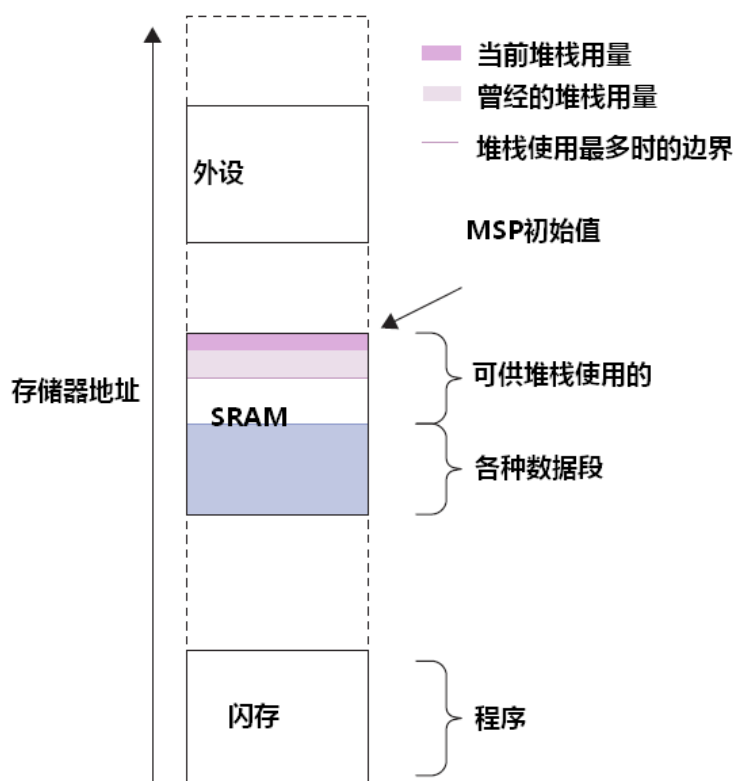 当前堆栈用量
曾经的堆栈用量
堆栈使用最多时的边界
外设
MSP初始值
存储器地址
可供堆栈使用的
SRAM
各种数据段
闪存
程序